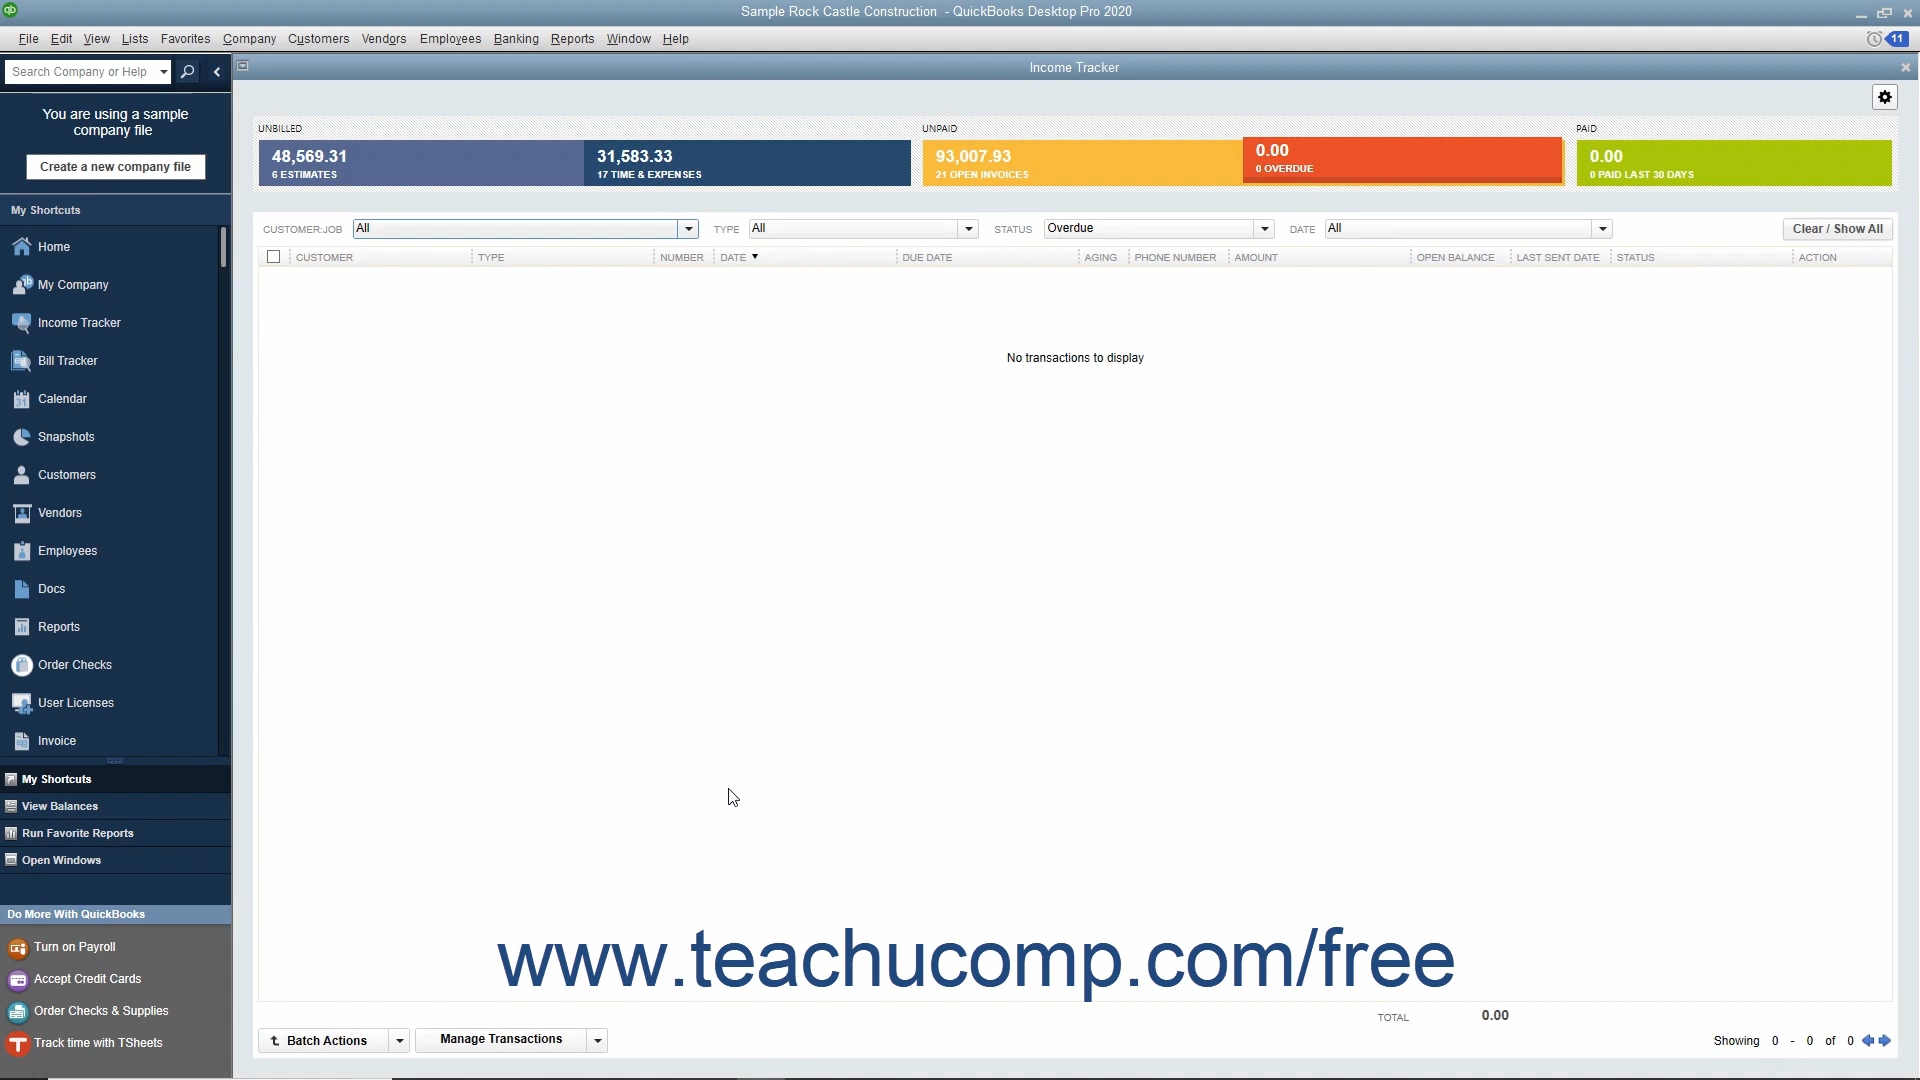 Sample Rock Castle Construction - QuickBooks Desktop Pro 2020
File Edit View Lists Favorites Company Customers Vendors Employees Banking Reports Window Help
11
Search Company or Help
Income Tracker
You are using a sample
company file
Create a new company file
My Shortcuts
Home
My Company
Income Tracker
Bill Tracker
Calendar
Snapshots
Customers
Vendors
Employees
Docs
Reports
Order Checks
User Licenses
Invoice
My Shortcuts
View Balances
Run Favorite Reports
Open Windows
Do More With QuickBooks
Turn on Payroll
Accept Credit Cards
Order Checks & Supplies
Track time with TSheets
UNBILLED UNPAID PAID
48,569.31 31,583.33 93,007.93 0.00 0.00
6 ESTIMATES 17 TIME & EXPENSES 21 OPEN INVOICES 0 OVERDUE 0 PAID LAST 30 DAYS
CUSTOMER:JOB All TYPE All STATUS Overdue DATE All Clear / Show All
CUSTOMER TYPE NUMBER DATE DUE DATE AGING PHONE NUMBER AMOUNT OPEN BALANCE LAST SENT DATE STATUS ACTION
No transactions to display
www.teachucomp.com/free
TOTAL 0.00
Batch Actions Manage Transactions Showing 0 - 0 of 0